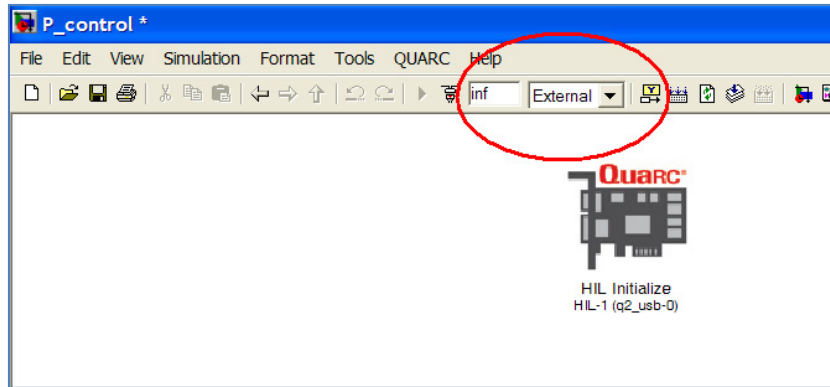 P_control *
File Edit View Simulation Format Tools QUARC Help
inf External
QUARC
HIL Initialize
HIL-1 (q2_usb-0)